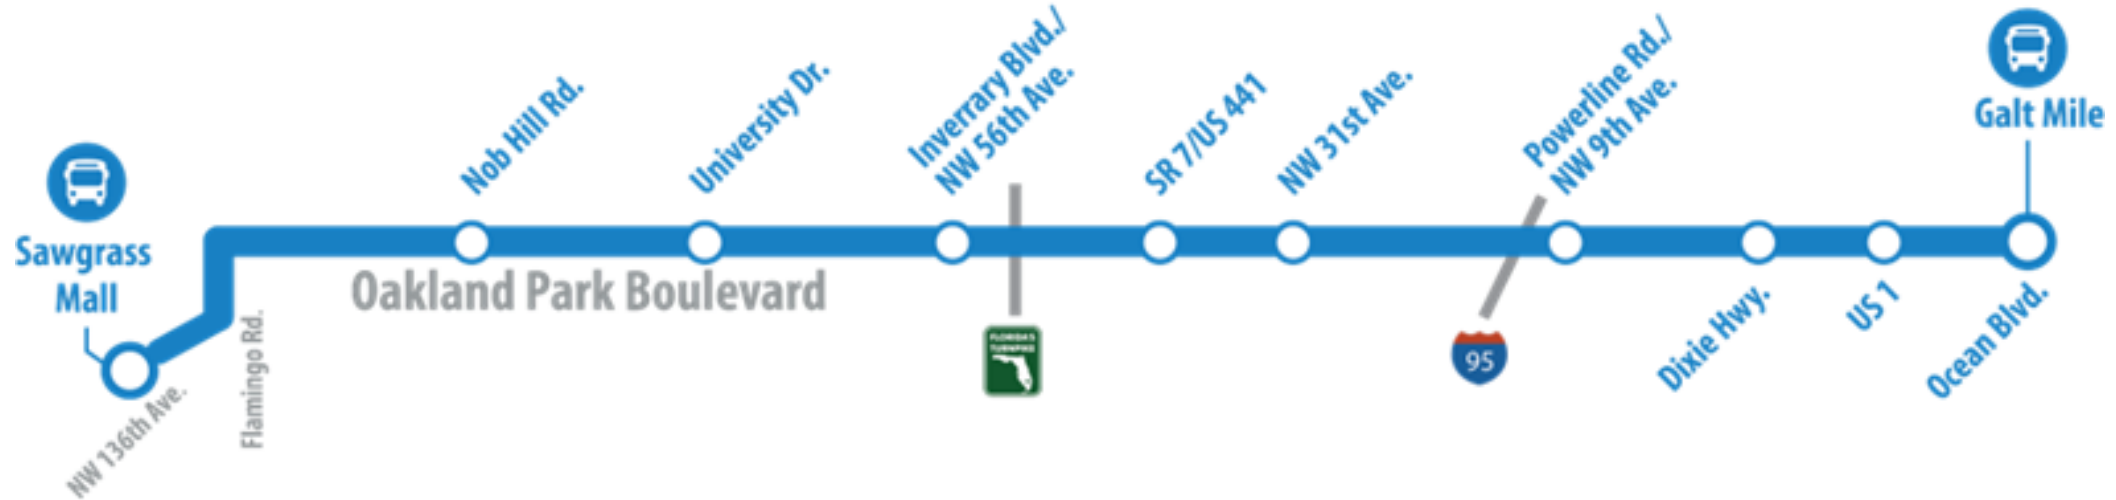 Sawgrass
Mall
NW 136th Ave.
Flamingo Rd.
Oakland Park Boulevard
Nob Hill Rd.
University Dr.
Inverrary Blvd./
NW 56th Ave.
FLORIDA'S
TURNPIKE
SR 7/US 441
NW 31st Ave.
Powerline Rd./
NW 9th Ave.
95
Dixie Hwy.
US 1
Galt Mile
Ocean Blvd.